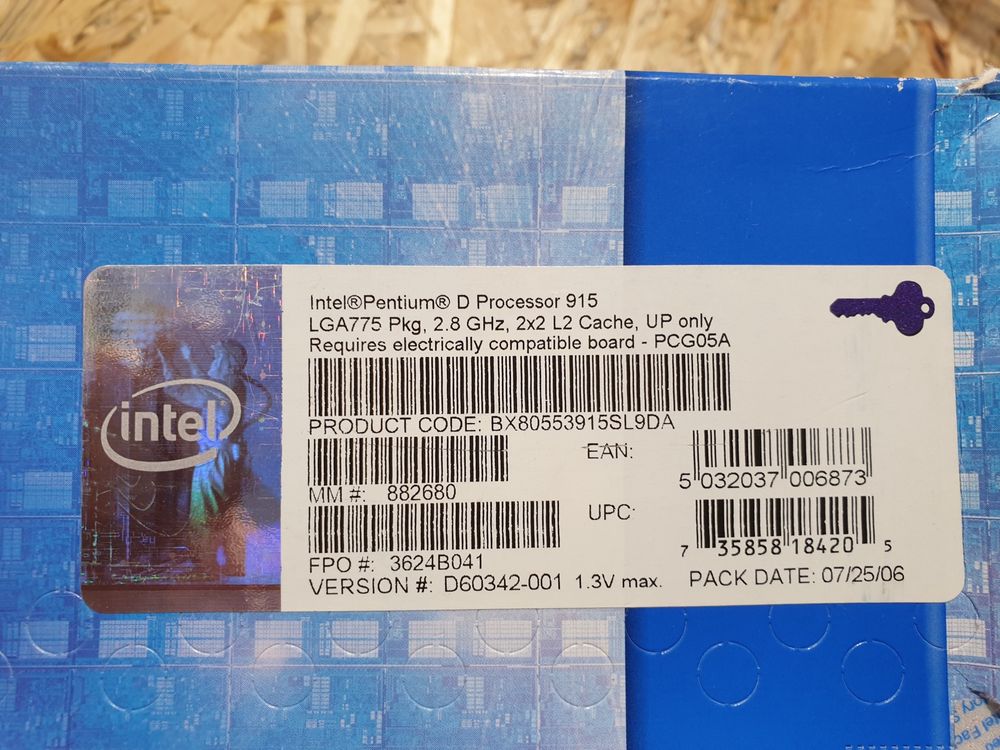 Intel®Pentium® D Processor 915
LGA775 Pkg, 2.8 GHz, 2x2 L2 Cache, UP only
Requires electrically compatible board - PCG05A
intel
PRODUCT CODE: BX80553915SL9DA
EAN:
5 032037 006873
MM #: 882680
UPC:
7 35858 18420 5
FPO #: 3624B041
VERSION #: D60342-001 1.3V max.
PACK DATE: 07/25/06